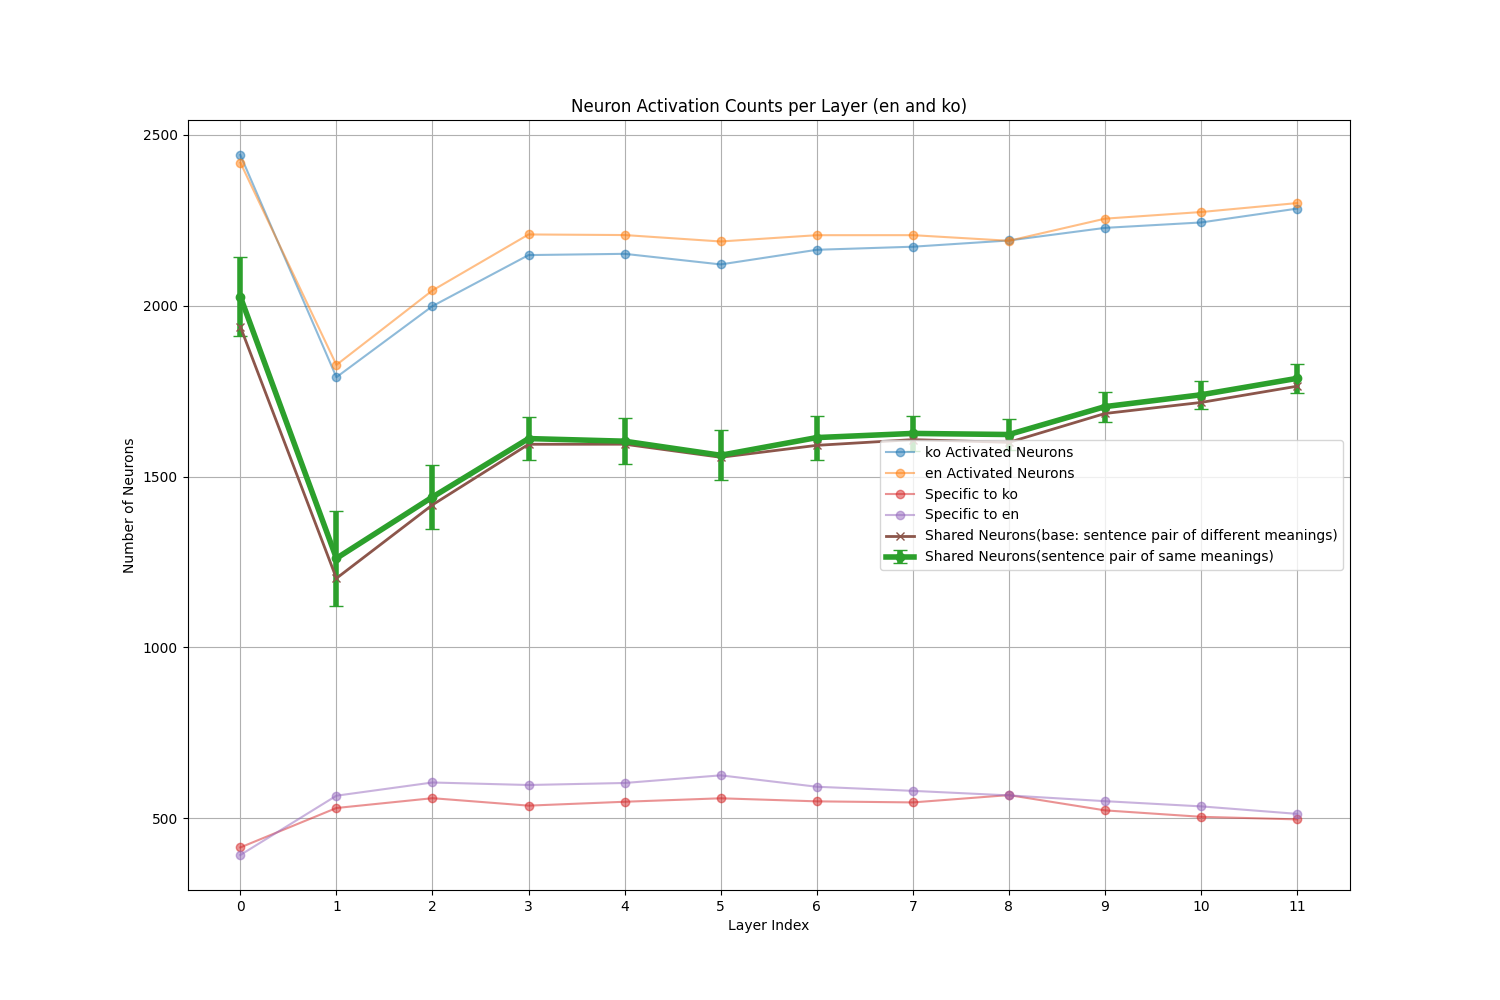 Neuron Activation Counts per Layer (en and ko)
Number of Neurons
2500
2000
1500
1000
500
ko Activated Neurons
en Activated Neurons
Specific to ko
Specific to en
Shared Neurons(base: sentence pair of different meanings)
Shared Neurons(sentence pair of same meanings)
0 1 2 3 4 5 6 7 8 9 10 11
Layer Index